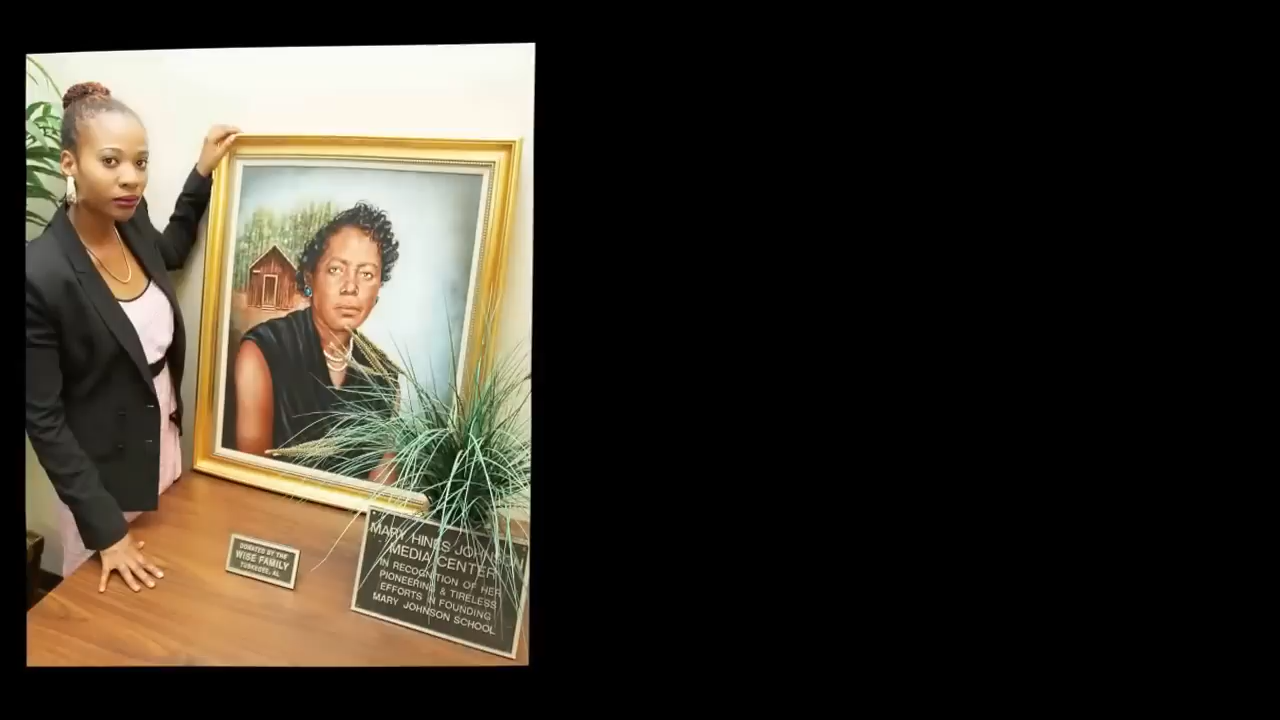 DONATED BY THE
WISE FAMILY
TUSKEGEE, AL
MARY HINES JOHNSON
MEDIA CENTER
IN RECOGNITION OF HER
PIONEERING & TIRELESS
EFFORTS IN FOUNDING
MARY JOHNSON SCHOOL